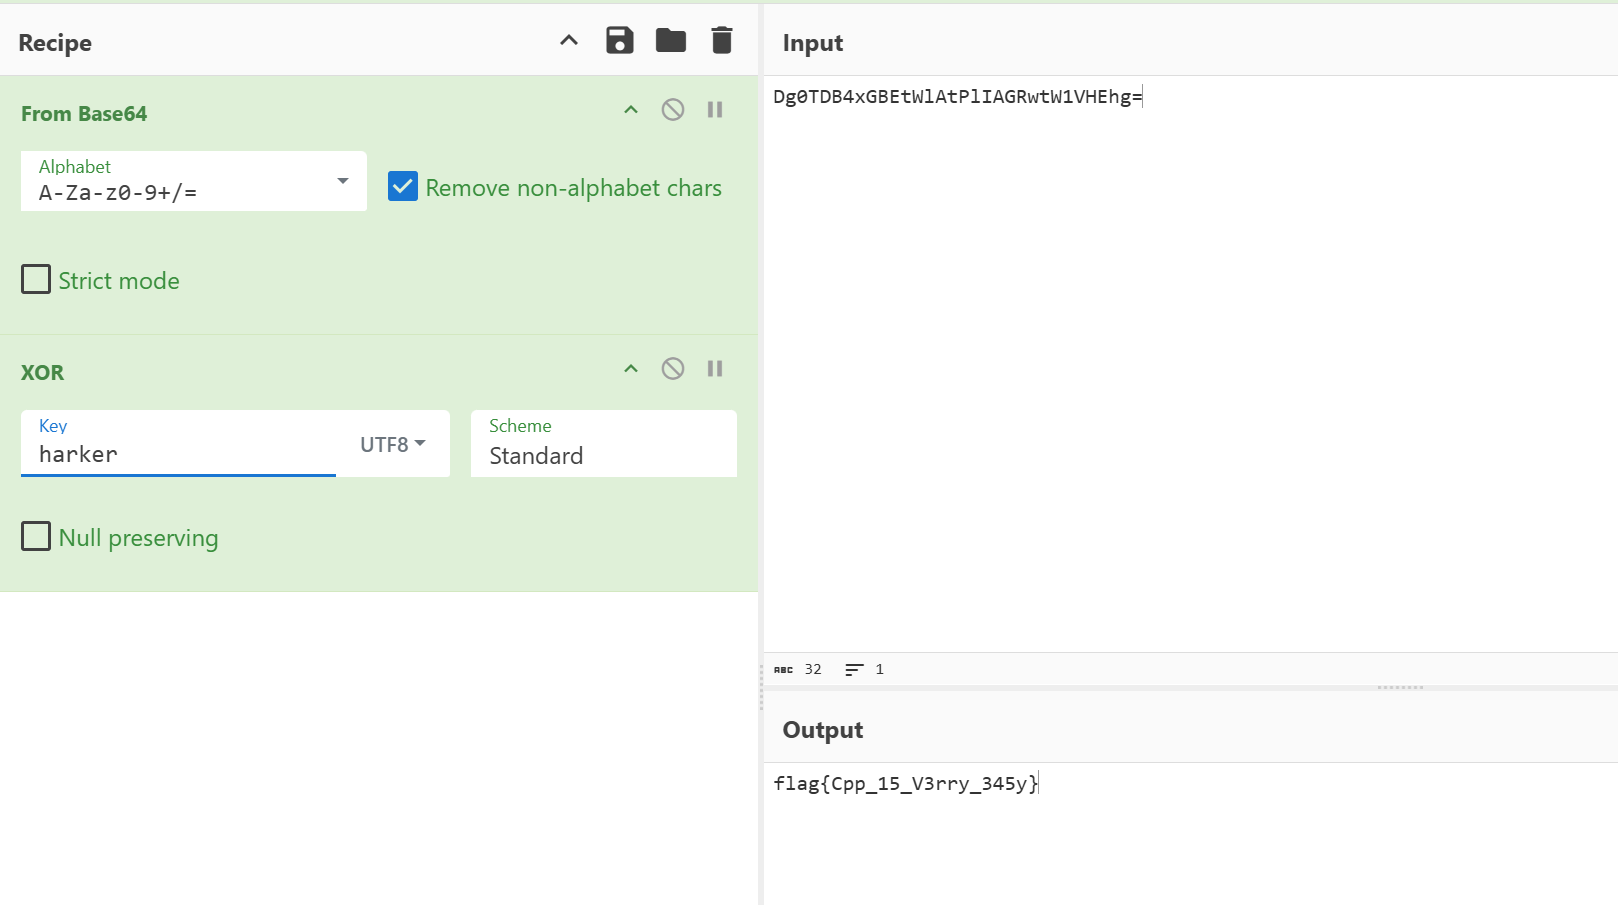 Recipe
From Base64
Alphabet
A-Za-z0-9+/=
Remove non-alphabet chars
Strict mode
XOR
Key
harker
UTF8
Scheme
Standard
Null preserving
Input
Dg0TDB4xGBEtWlAtPlIAGRwtW1VHEhg=
ABC 32 1
Output
flag{Cpp_15_V3rry_345y}